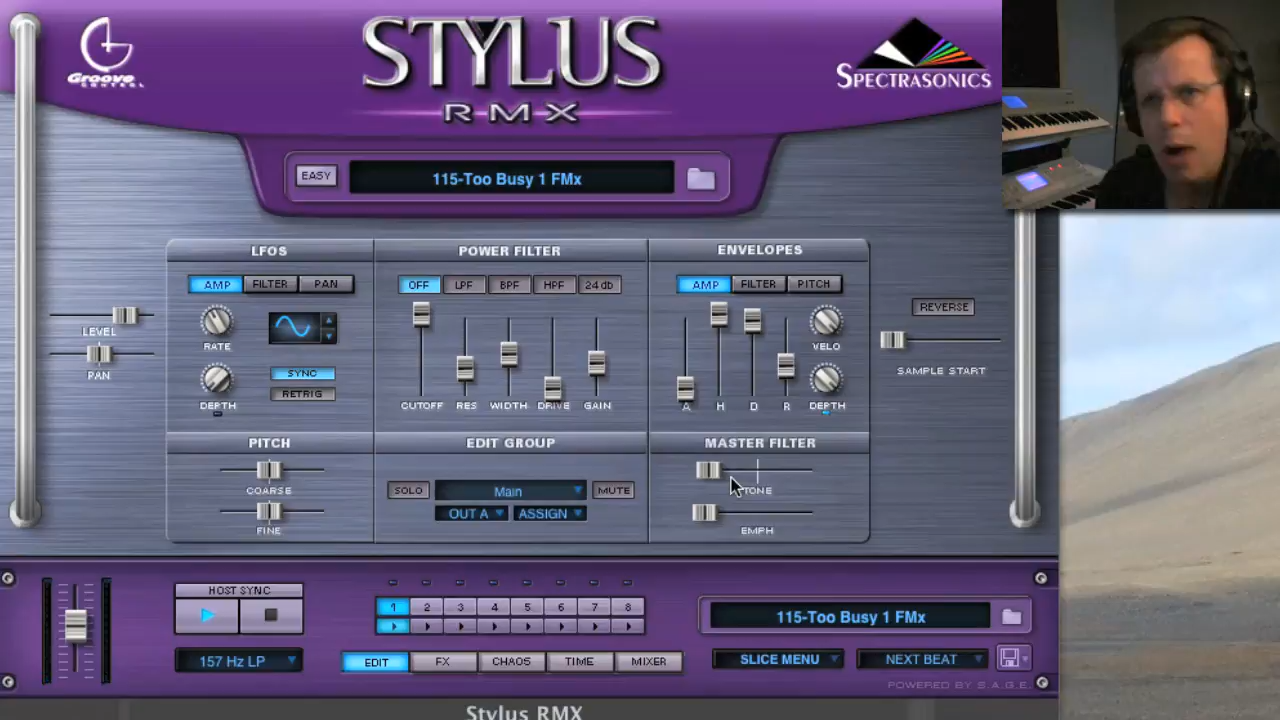 STYLUS
RMX
Groove
CONTROL
SPECTRASONICS
EASY
115-Too Busy 1 FMx
LFOS
POWER FILTER
ENVELOPES
AMP FILTER PAN
OFF LPF BPF HPF 24db
AMP FILTER PITCH
REVERSE
LEVEL
RATE
VELO
PAN
SYNC
SAMPLE START
RETRIG
DEPTH
CUTOFF RES WIDTH DRIVE GAIN
A H D R DEPTH
PITCH
EDIT GROUP
MASTER FILTER
COARSE
SOLO Main MUTE
TONE
OUT A ASSIGN
FINE
EMPH
HOST SYNC
1 2 3 4 5 6 7 8
115-Too Busy 1 FMx
157 Hz LP
EDIT FX CHAOS TIME MIXER
SLICE MENU
NEXT BEAT
POWERED BY S.A.G.E.
Stylus RMX